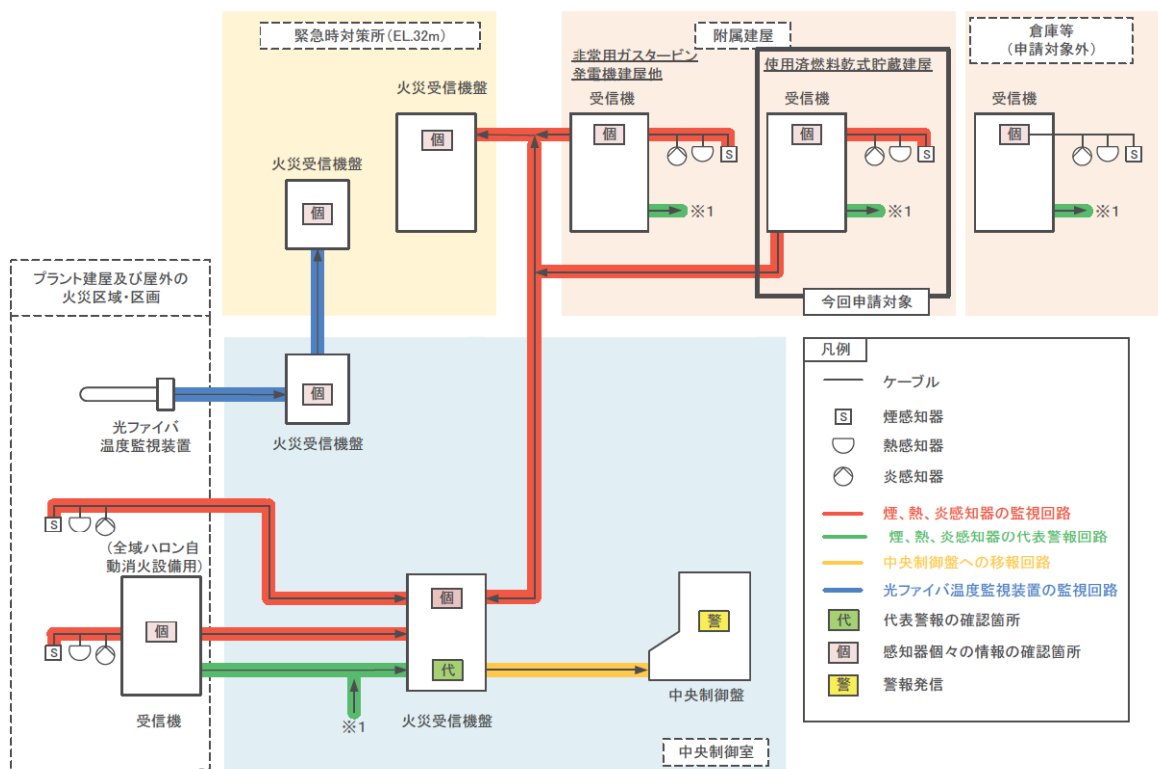 緊急時対策所(EL.32m)
火災受信機盤
個
火災受信機盤
個
附属建屋
非常用ガスタービン
発電機建屋他
受信機
個
S
※1
使用済燃料乾式貯蔵建屋
受信機
個
S
※1
今回申請対象
倉庫等
(申請対象外)
受信機
個
S
※1
プラント建屋及び屋外の
火災区域・区画
光ファイバ
温度監視装置
個
火災受信機盤
S
(全域ハロン自
動消火設備用)
個
S
受信機
※1
個
代
火災受信機盤
警
中央制御盤
中央制御室
凡例
ケーブル
S
煙感知器
熱感知器
炎感知器
煙、熱、炎感知器の監視回路
煙、熱、炎感知器の代表警報回路
中央制御盤への移報回路
光ファイバ温度監視装置の監視回路
代
代表警報の確認箇所
個
感知器個々の情報の確認箇所
警
警報発信